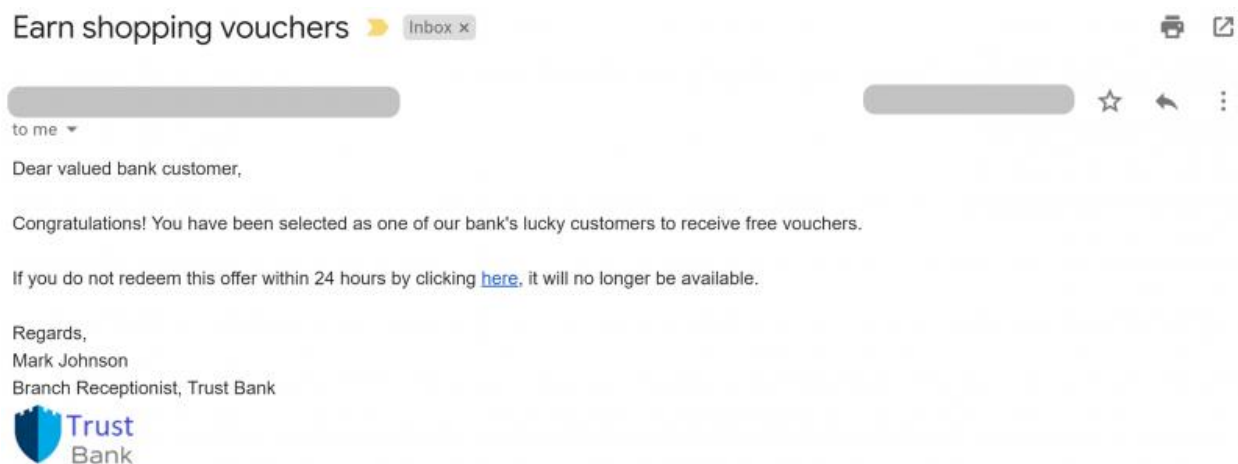 Earn shopping vouchers
Inbox x
to me
Dear valued bank customer,
Congratulations! You have been selected as one of our bank's lucky customers to receive free vouchers.
If you do not redeem this offer within 24 hours by clicking here, it will no longer be available.
Regards,
Mark Johnson
Branch Receptionist, Trust Bank
Trust
Bank